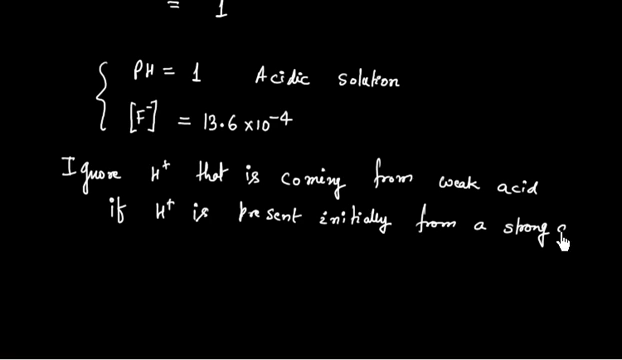 = 1
PH = 1 Acidic Solution
[F⁻] = 13.6 × 10⁻⁴
Ignore H⁺ that is coming from weak acid
if H⁺ is present initially from a strong